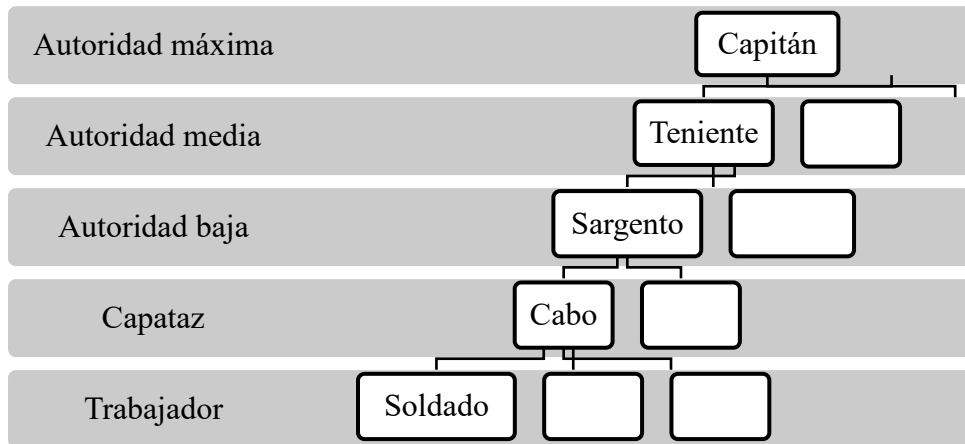 Autoridad máxima
Capitán
Autoridad media
Teniente
Autoridad baja
Sargento
Capataz
Cabo
Trabajador
Soldado